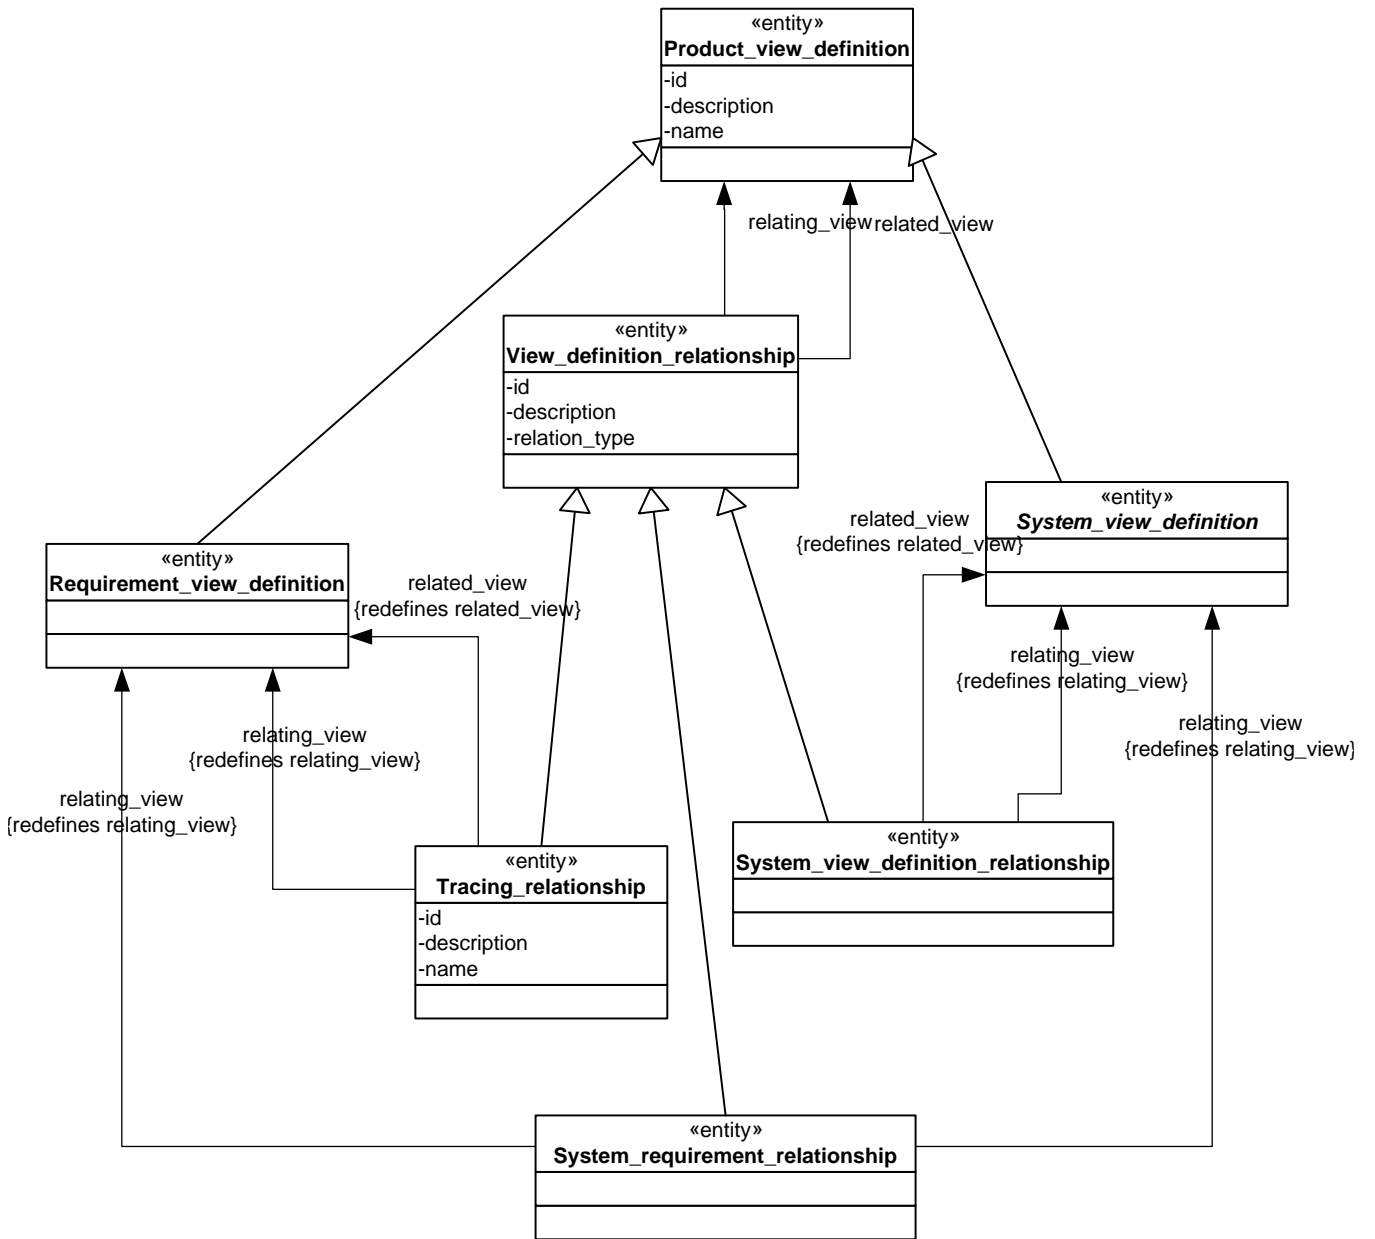 «entity»
Product_view_definition
-id
-description
-name
relating_view
related_view
«entity»
View_definition_relationship
-id
-description
-relation_type
«entity»
System_view_definition
related_view
{redefines related_view}
«entity»
Requirement_view_definition
related_view
{redefines related_view}
relating_view
{redefines relating_view}
relating_view
{redefines relating_view}
relating_view
{redefines relating_view}
relating_view
{redefines relating_view}
«entity»
Tracing_relationship
-id
-description
-name
«entity»
System_view_definition_relationship
«entity»
System_requirement_relationship